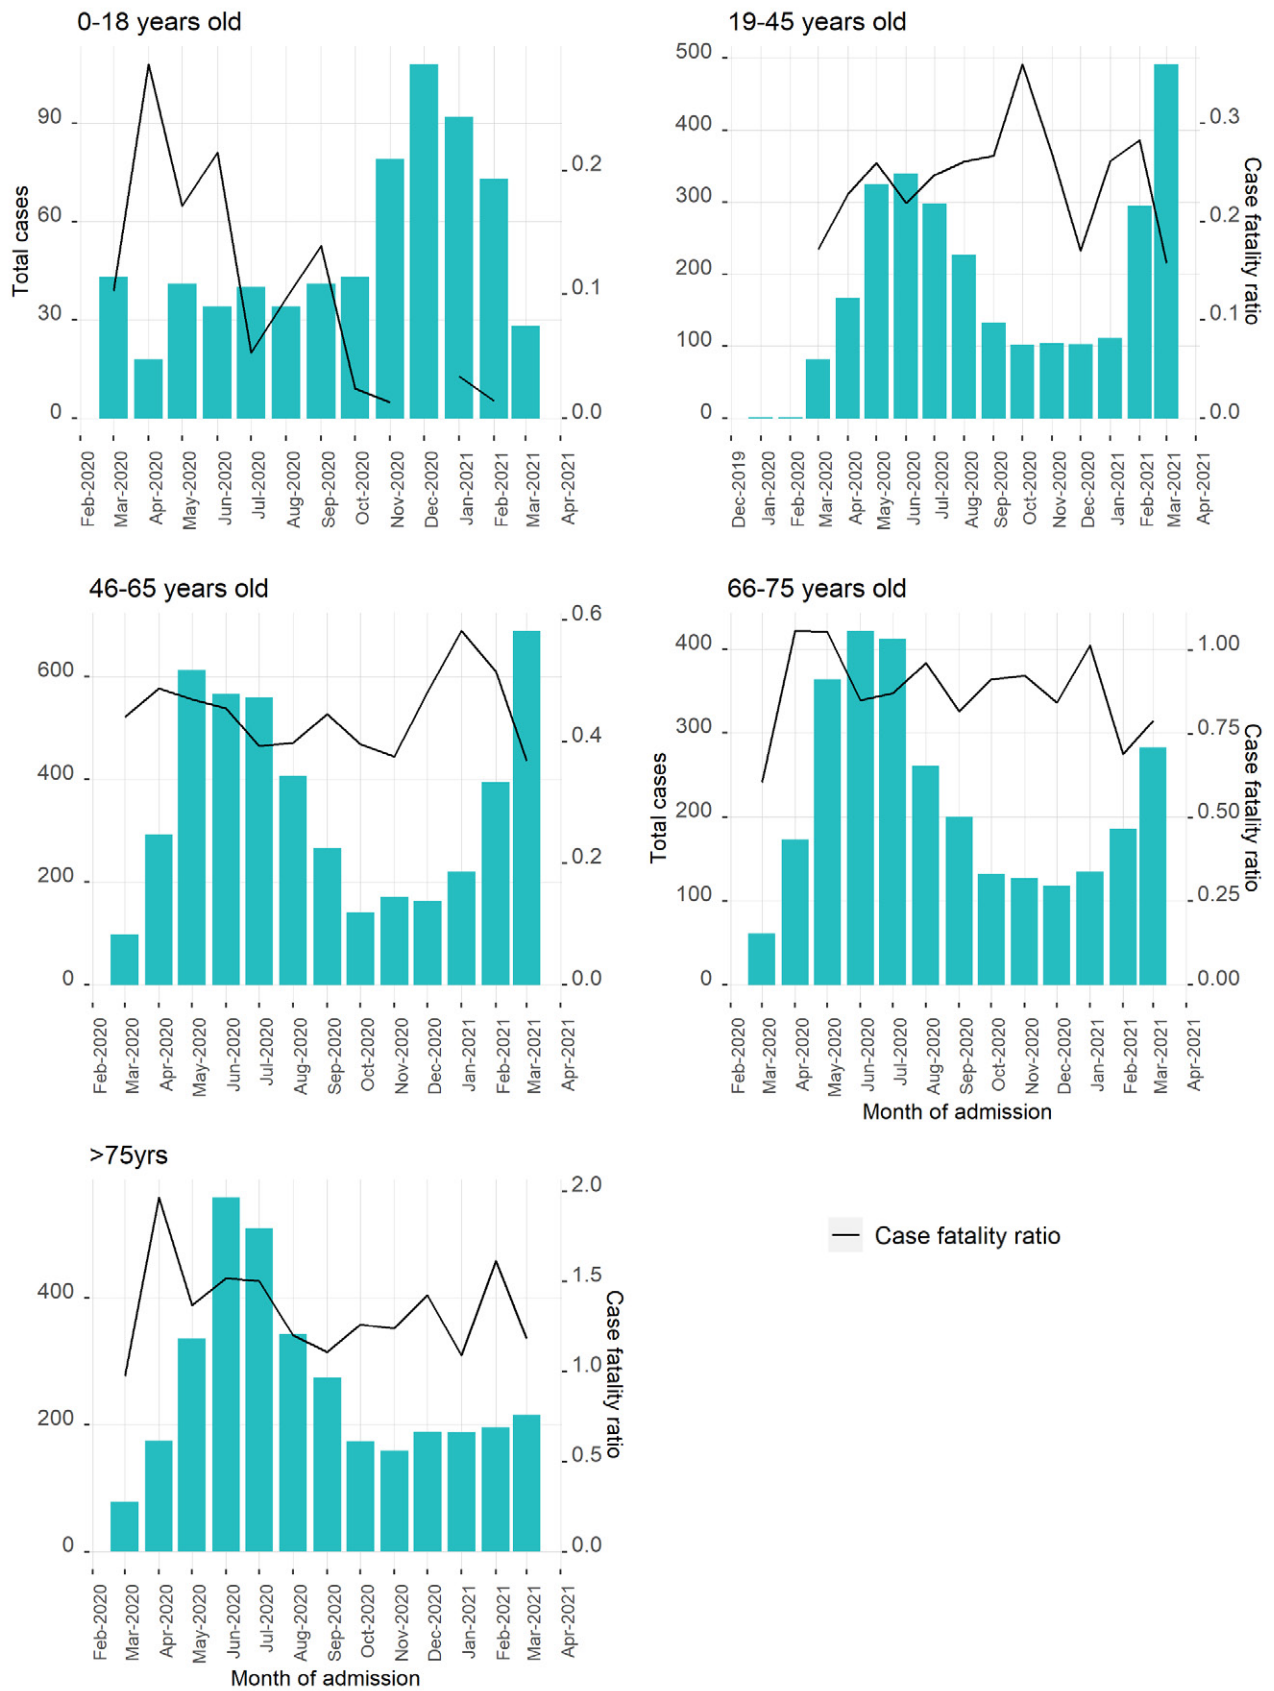 0-18 years old
Total cases
90
60
30
0
0.2
0.1
0.0
Feb-2020
Mar-2020
Apr-2020
May-2020
Jun-2020
Jul-2020
Aug-2020
Sep-2020
Oct-2020
Nov-2020
Dec-2020
Jan-2021
Feb-2021
Mar-2021
Apr-2021
19-45 years old
500
400
300
200
100
0
0.3
0.2
0.1
0.0
Case fatality ratio
Dec-2019
Jan-2020
Feb-2020
Mar-2020
Apr-2020
May-2020
Jun-2020
Jul-2020
Aug-2020
Sep-2020
Oct-2020
Nov-2020
Dec-2020
Jan-2021
Feb-2021
Mar-2021
Apr-2021
46-65 years old
600
400
200
0
0.6
0.4
0.2
0.0
Feb-2020
Mar-2020
Apr-2020
May-2020
Jun-2020
Jul-2020
Aug-2020
Sep-2020
Oct-2020
Nov-2020
Dec-2020
Jan-2021
Feb-2021
Mar-2021
Apr-2021
66-75 years old
Total cases
400
300
200
100
0
1.00
0.75
0.50
0.25
0.00
Case fatality ratio
Feb-2020
Mar-2020
Apr-2020
May-2020
Jun-2020
Jul-2020
Aug-2020
Sep-2020
Oct-2020
Nov-2020
Dec-2020
Jan-2021
Feb-2021
Mar-2021
Apr-2021
Month of admission
>75yrs
400
200
0
2.0
1.5
1.0
0.5
0.0
Case fatality ratio
Feb-2020
Mar-2020
Apr-2020
May-2020
Jun-2020
Jul-2020
Aug-2020
Sep-2020
Oct-2020
Nov-2020
Dec-2020
Jan-2021
Feb-2021
Mar-2021
Apr-2021
Month of admission
Case fatality ratio